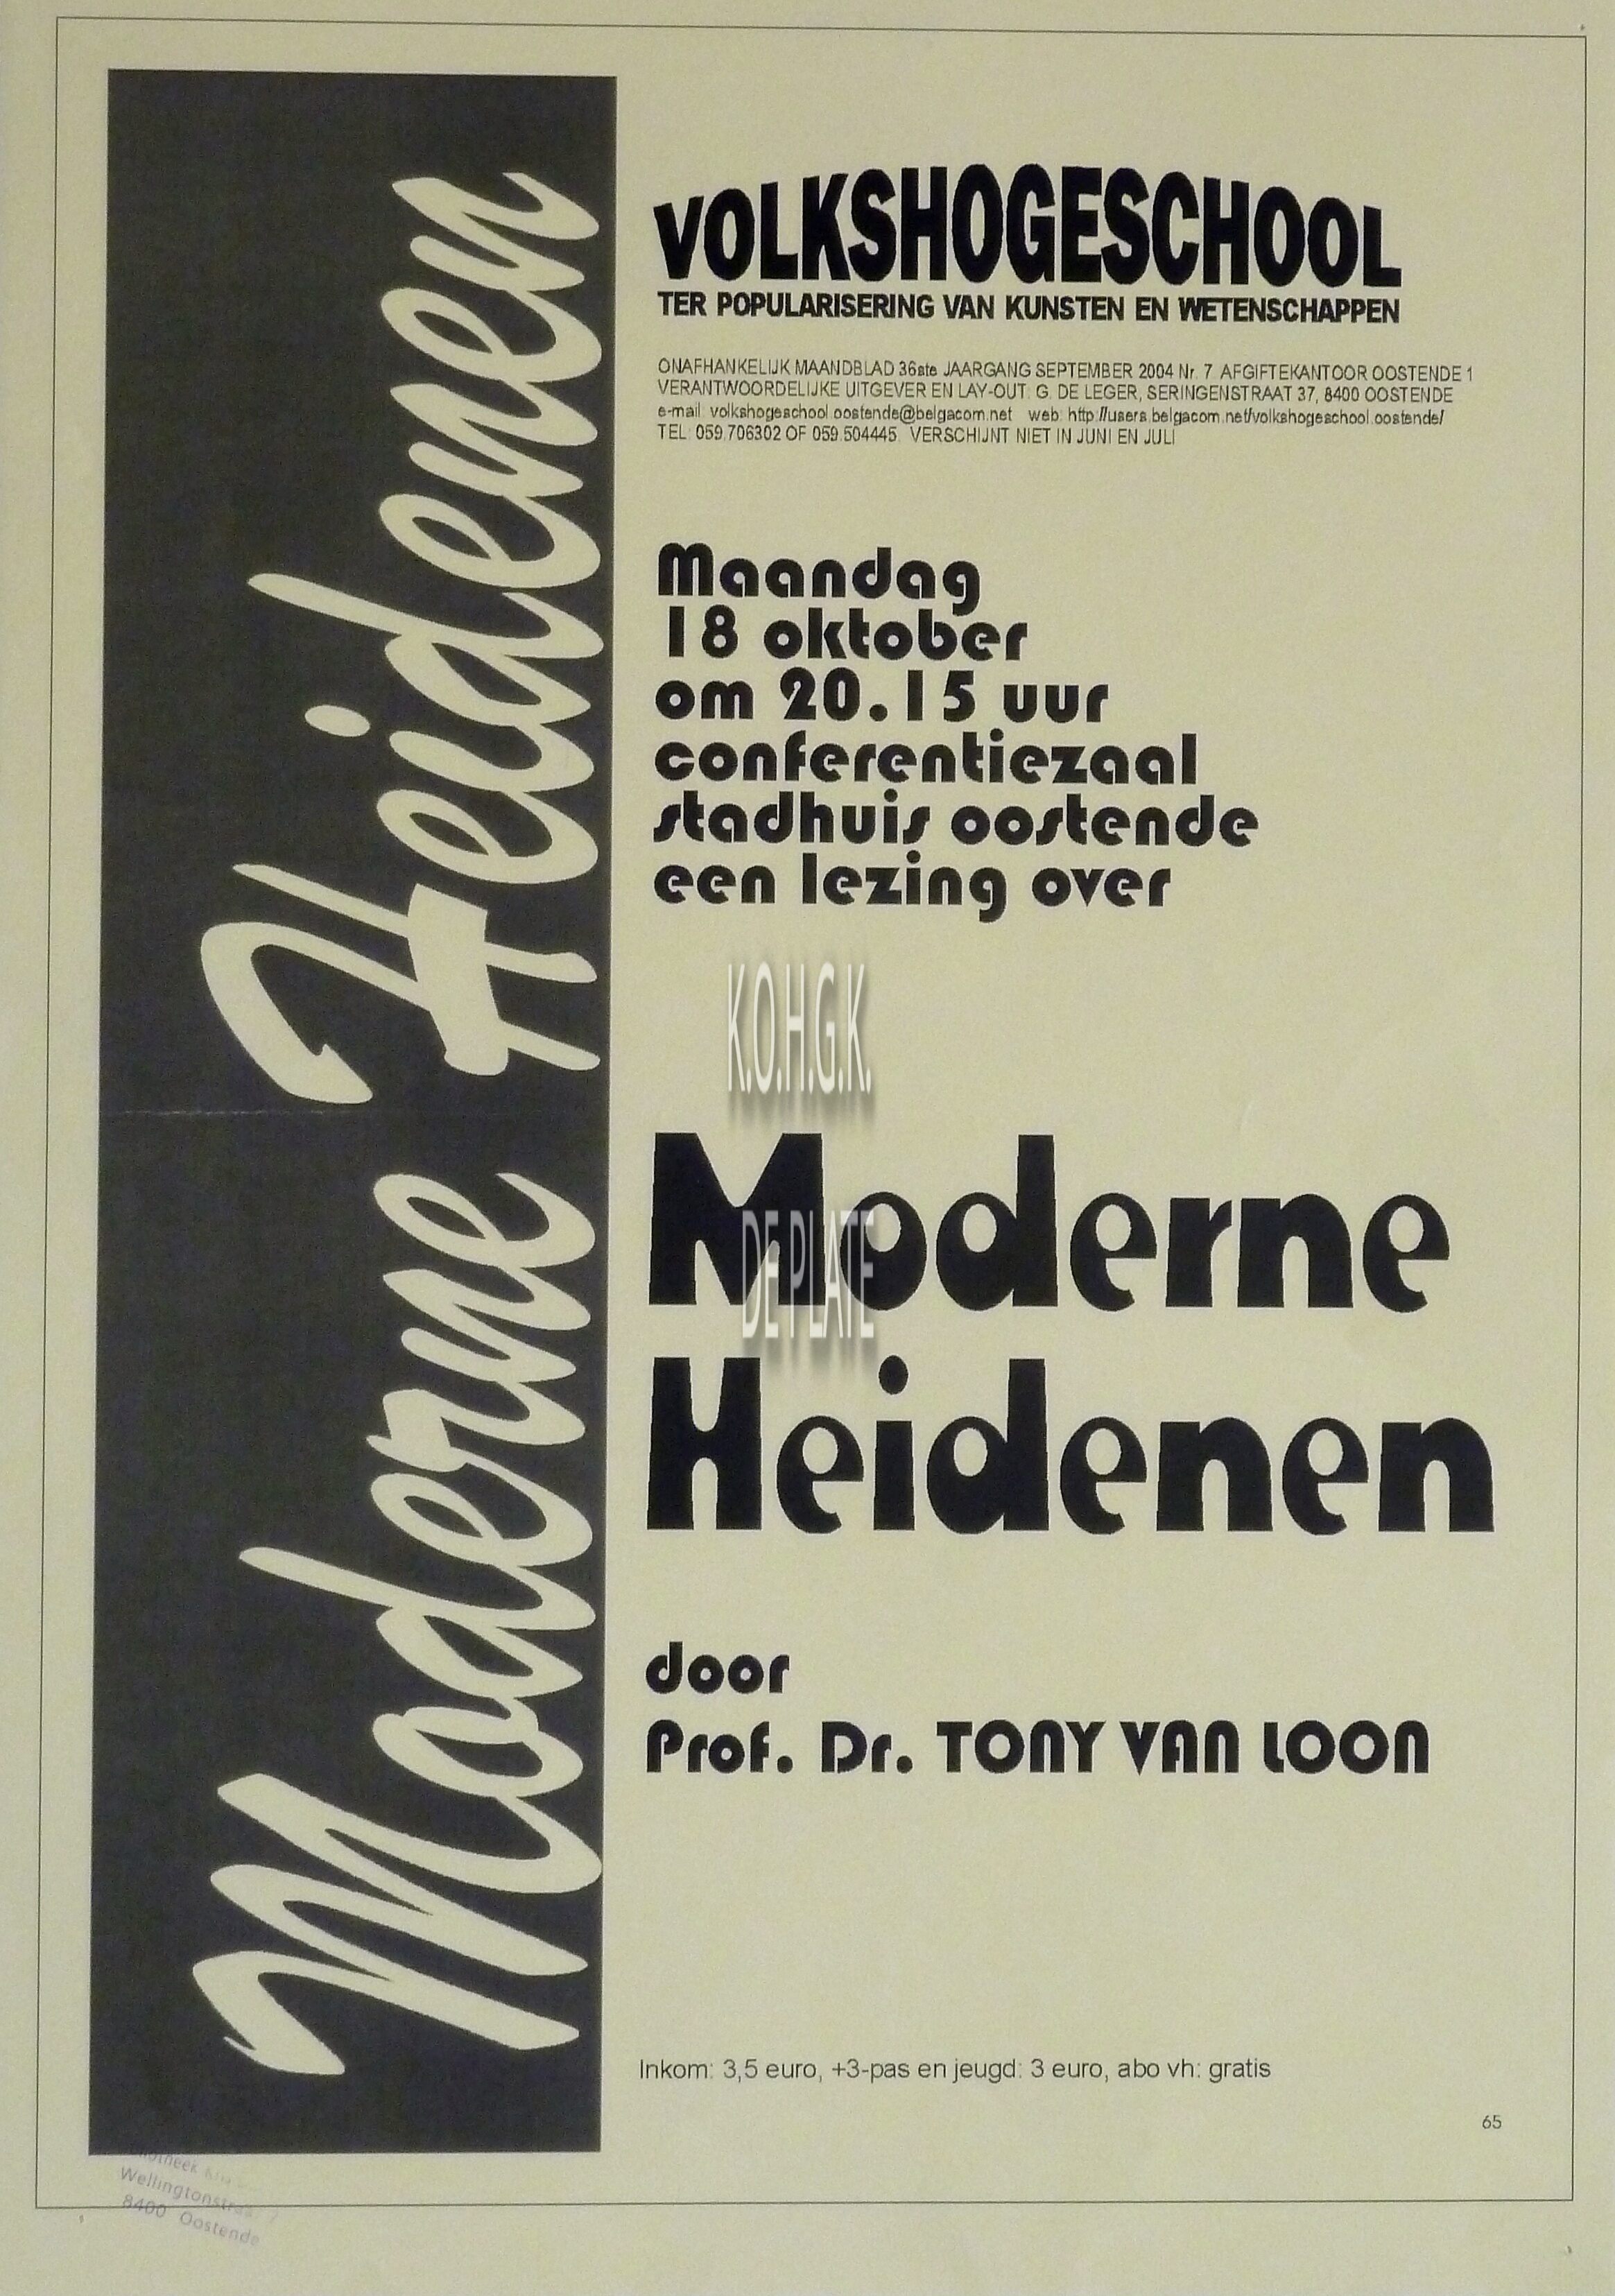 Moderne Heidenen
VOLKSHOGESCHOOL
TER POPULARISERING VAN KUNSTEN EN WETENSCHAPPEN
ONAFHANKELIJK MAANDBLAD 36ste JAARGANG SEPTEMBER 2004 Nr. 7 AFGIFTEKANTOOR OOSTENDE 1
VERANTWOORDELIJKE UITGEVER EN LAY-OUT: G. DE LEGER, SERINGENSTRAAT 37, 8400 OOSTENDE
e-mail: volkshogeschool.oostende@belgacom.net web: http://users.belgacom.net/volkshogeschool.oostende/
TEL: 059.706302 OF 059.504445. VERSCHIJNT NIET IN JUNI EN JULI
Maandag
18 oktober
om 20.15 uur
conferentiezaal
stadhuis oostende
een lezing over
K.O.H.G.K.
DE PLATE
Moderne
Heidenen
door
Prof. Dr. TONY VAN LOON
Inkom: 3,5 euro, +3-pas en jeugd: 3 euro, abo vh: gratis
65
8400 Oostende